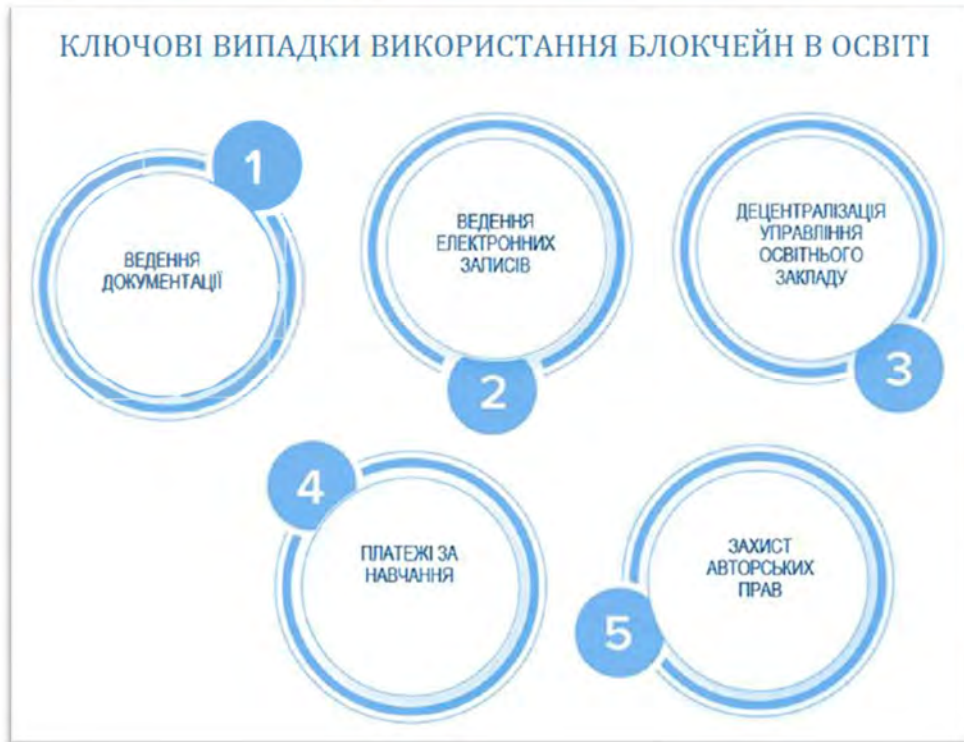 КЛЮЧОВІ ВИПАДКИ ВИКОРИСТАННЯ БЛОКЧЕЙН В ОСВІТІ
1
ВЕДЕННЯ
ДОКУМЕНТАЦІЇ
ВЕДЕННЯ
ЕЛЕКТРОННИХ
ЗАПИСІВ
2
ДЕЦЕНТРАЛІЗАЦІЯ
УПРАВЛІННЯ
ОСВІТНЬОГО
ЗАКЛАДУ
3
4
ПЛАТЕЖІ ЗА
НАВЧАННЯ
ЗАХИСТ
АВТОРСЬКИХ
ПРАВ
5